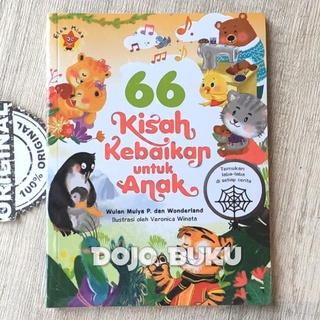 66
Kisah
Kebaikan
untuk
Anak
Wulan Mulya P. dan Wonderland
Ilustrasi oleh Veronica Winata
Temukan
laba-laba
di setiap cerita
DOJO BUKU
ORIGINAL
100% ORIGINAL